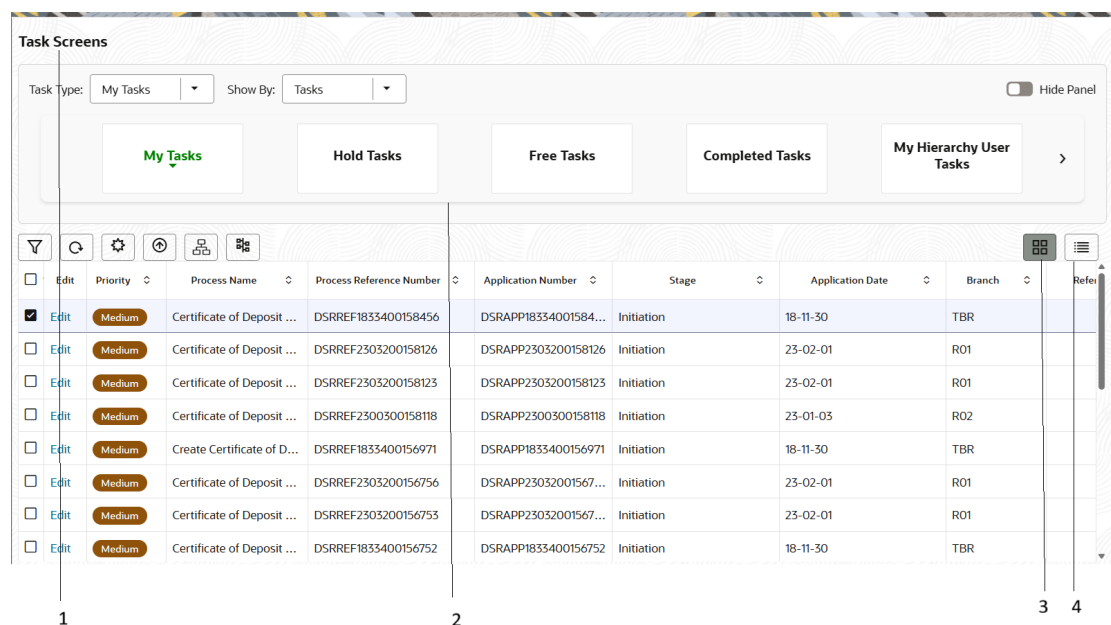 Task Screens
Task Type: My Tasks Show By: Tasks Hide Panel
My Tasks Hold Tasks Free Tasks Completed Tasks My Hierarchy User Tasks
Edit Priority Process Name Process Reference Number Application Number Stage Application Date Branch Refer
Edit Medium Certificate of Deposit ... DSRREF1833400158456 DSRAPP18334001584... Initiation 18-11-30 TBR
Edit Medium Certificate of Deposit ... DSRREF2303200158126 DSRAPP2303200158126 Initiation 23-02-01 R01
Edit Medium Certificate of Deposit ... DSRREF2303200158123 DSRAPP2303200158123 Initiation 23-02-01 R01
Edit Medium Certificate of Deposit ... DSRREF2300300158118 DSRAPP2300300158118 Initiation 23-01-03 R02
Edit Medium Create Certificate of D... DSRREF1833400156971 DSRAPP1833400156971 Initiation 18-11-30 TBR
Edit Medium Certificate of Deposit ... DSRREF2303200156756 DSRAPP23032001567... Initiation 23-02-01 R01
Edit Medium Certificate of Deposit ... DSRREF2303200156753 DSRAPP23032001567... Initiation 23-02-01 R01
Edit Medium Certificate of Deposit ... DSRREF1833400156752 DSRAPP1833400156752 Initiation 18-11-30 TBR
1 2 3 4